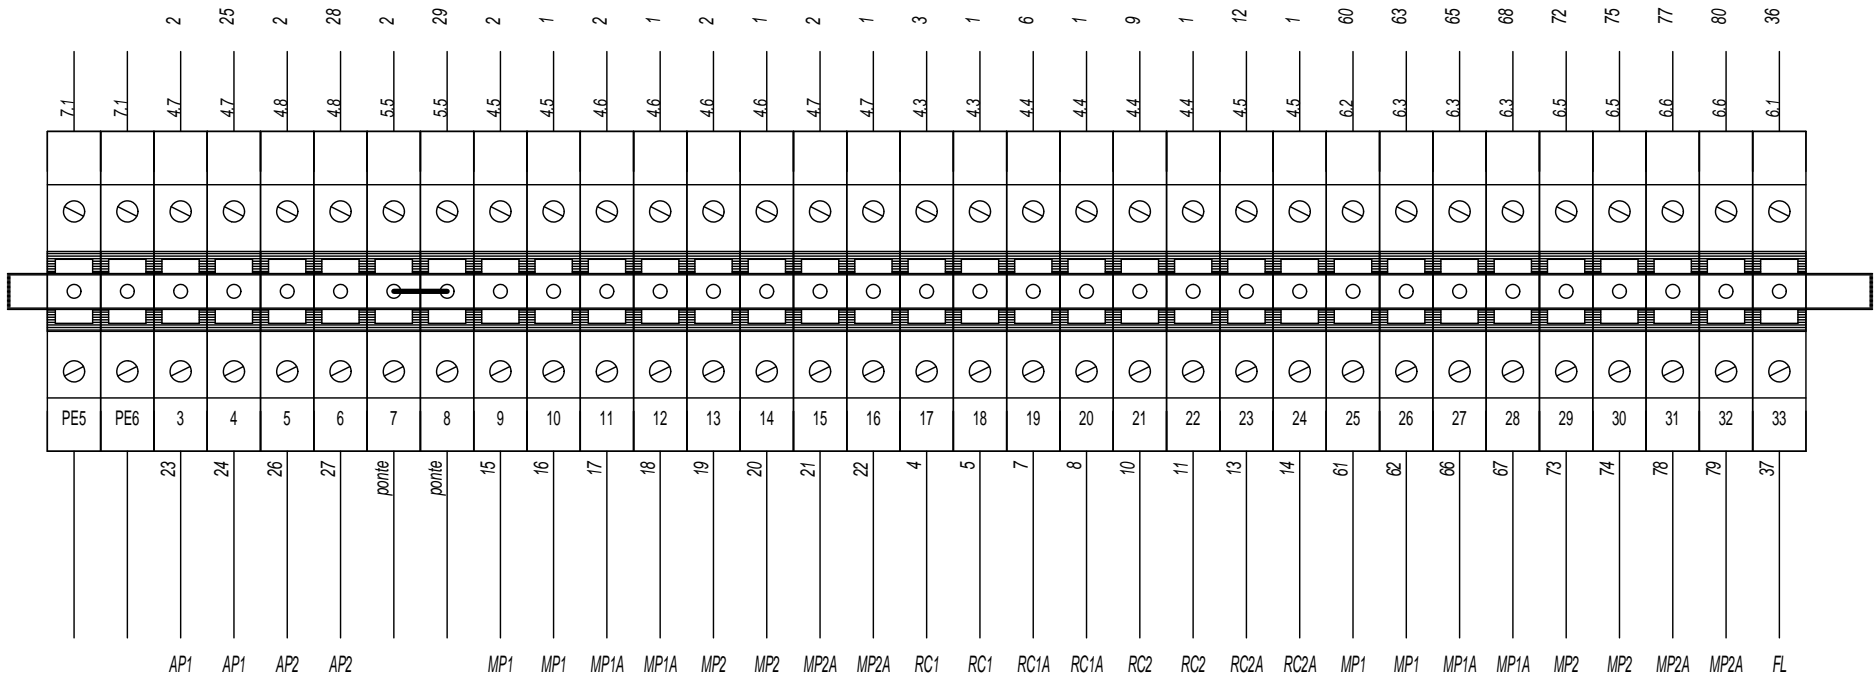 2 25 2 28 2 29 2 1 2 1 2 1 2 1 3 1 6 1 9 1 12 1 60 63 65 68 72 75 77 80 36
7.1 7.1 4.7 4.7 4.8 4.8 5.5 5.5 4.5 4.5 4.6 4.6 4.6 4.6 4.7 4.7 4.3 4.3 4.4 4.4 4.4 4.4 4.5 4.5 6.2 6.3 6.3 6.3 6.5 6.5 6.6 6.6 6.1
PE5 PE6 3 4 5 6 7 8 9 10 11 12 13 14 15 16 17 18 19 20 21 22 23 24 25 26 27 28 29 30 31 32 33
23 24 26 27 ponte ponte 15 16 17 18 19 20 21 22 4 5 7 8 10 11 13 14 61 62 66 67 73 74 78 79 37
AP1 AP1 AP2 AP2 MP1 MP1 MP1A MP1A MP2 MP2 MP2A MP2A RC1 RC1 RC1A RC1A RC2 RC2 RC2A RC2A MP1 MP1 MP1A MP1A MP2 MP2 MP2A MP2A FL